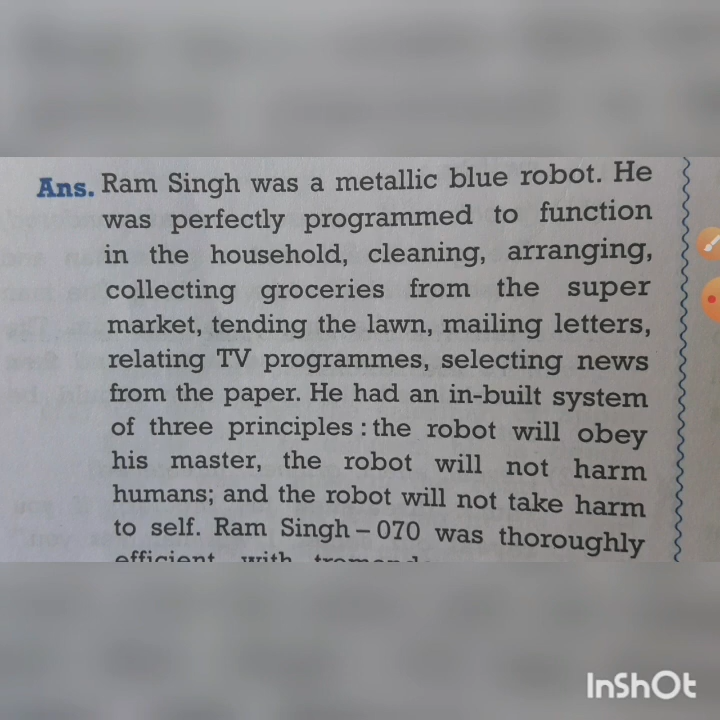 Ans. Ram Singh was a metallic blue robot. He
was perfectly programmed to function
in the household, cleaning, arranging,
collecting groceries from the super
market, tending the lawn, mailing letters,
relating TV programmes, selecting news
from the paper. He had an in-built system
of three principles : the robot will obey
his master, the robot will not harm
humans; and the robot will not take harm
to self. Ram Singh – 070 was thoroughly
efficient with
InShOt